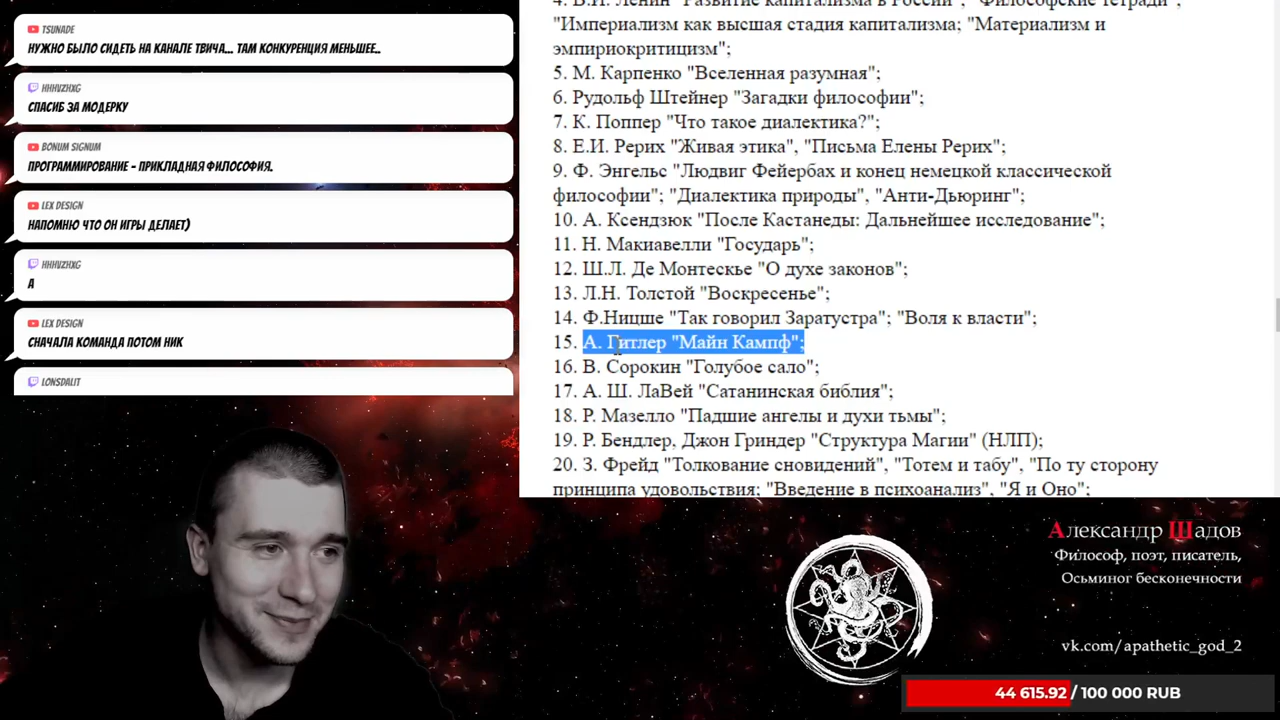 TSUNADE
НУЖНО БЫЛО СИДЕТЬ НА КАНАЛЕ ТВИЧА... ТАМ КОНКУРЕНЦИЯ МЕНЬШЕЕ..
HHHVZHXG
СПАСИБ ЗА МОДЕРКУ
BONUM SIGNUM
ПРОГРАММИРОВАНИЕ - ПРИКЛАДНАЯ ФИЛОСОФИЯ.
LEX DESIGN
НАПОМНЮ ЧТО ОН ИГРЫ ДЕЛАЕТ)
HHHVZHXG
А
LEX DESIGN
СНАЧАЛА КОМАНДА ПОТОМ НИК
LONSDALIT
4. В.И. Ленин "Развитие капитализма в России", "Философские тетради",
"Империализм как высшая стадия капитализма; "Материализм и
эмпириокритицизм";
5. М. Карпенко "Вселенная разумная";
6. Рудольф Штейнер "Загадки философии";
7. К. Поппер "Что такое диалектика?";
8. Е.И. Рерих "Живая этика", "Письма Елены Рерих";
9. Ф. Энгельс "Людвиг Фейербах и конец немецкой классической
философии"; "Диалектика природы", "Анти-Дьюринг";
10. А. Ксендзюк "После Кастанеды: Дальнейшее исследование";
11. Н. Макиавелли "Государь";
12. Ш.Л. Де Монтескье "О духе законов";
13. Л.Н. Толстой "Воскресенье";
14. Ф.Ницше "Так говорил Заратустра"; "Воля к власти";
15. А. Гитлер "Майн Кампф";
16. В. Сорокин "Голубое сало";
17. А. Ш. ЛаВей "Сатанинская библия";
18. Р. Мазелло "Падшие ангелы и духи тьмы";
19. Р. Бендлер, Джон Гриндер "Структура Магии" (НЛП);
20. З. Фрейд "Толкование сновидений", "Тотем и табу", "По ту сторону
принципа удовольствия; "Введение в психоанализ", "Я и Оно";
Александр Шадов
Философ, поэт, писатель,
Осьминог бесконечности
vk.com/apathetic_god_2
44 615.92 / 100 000 RUB